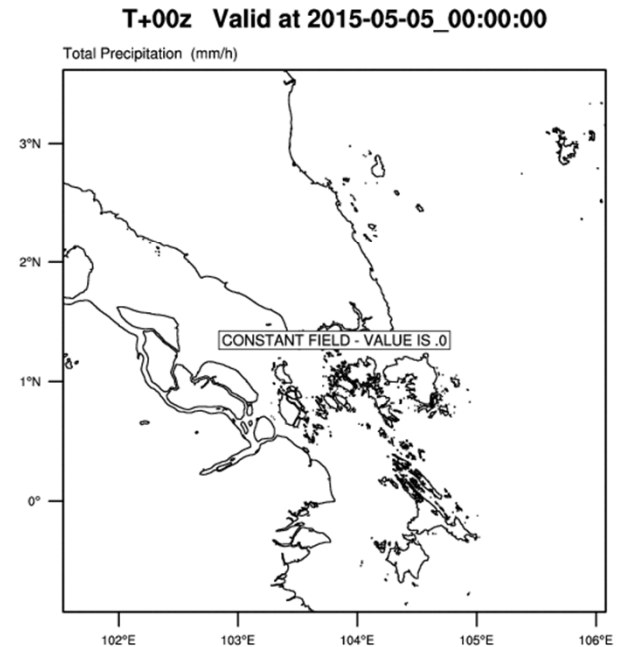 T+00z Valid at 2015-05-05_00:00:00
Total Precipitation (mm/h)
3°N
2°N
CONSTANT FIELD - VALUE IS .0
1°N
0°
102°E 103°E 104°E 105°E 106°E